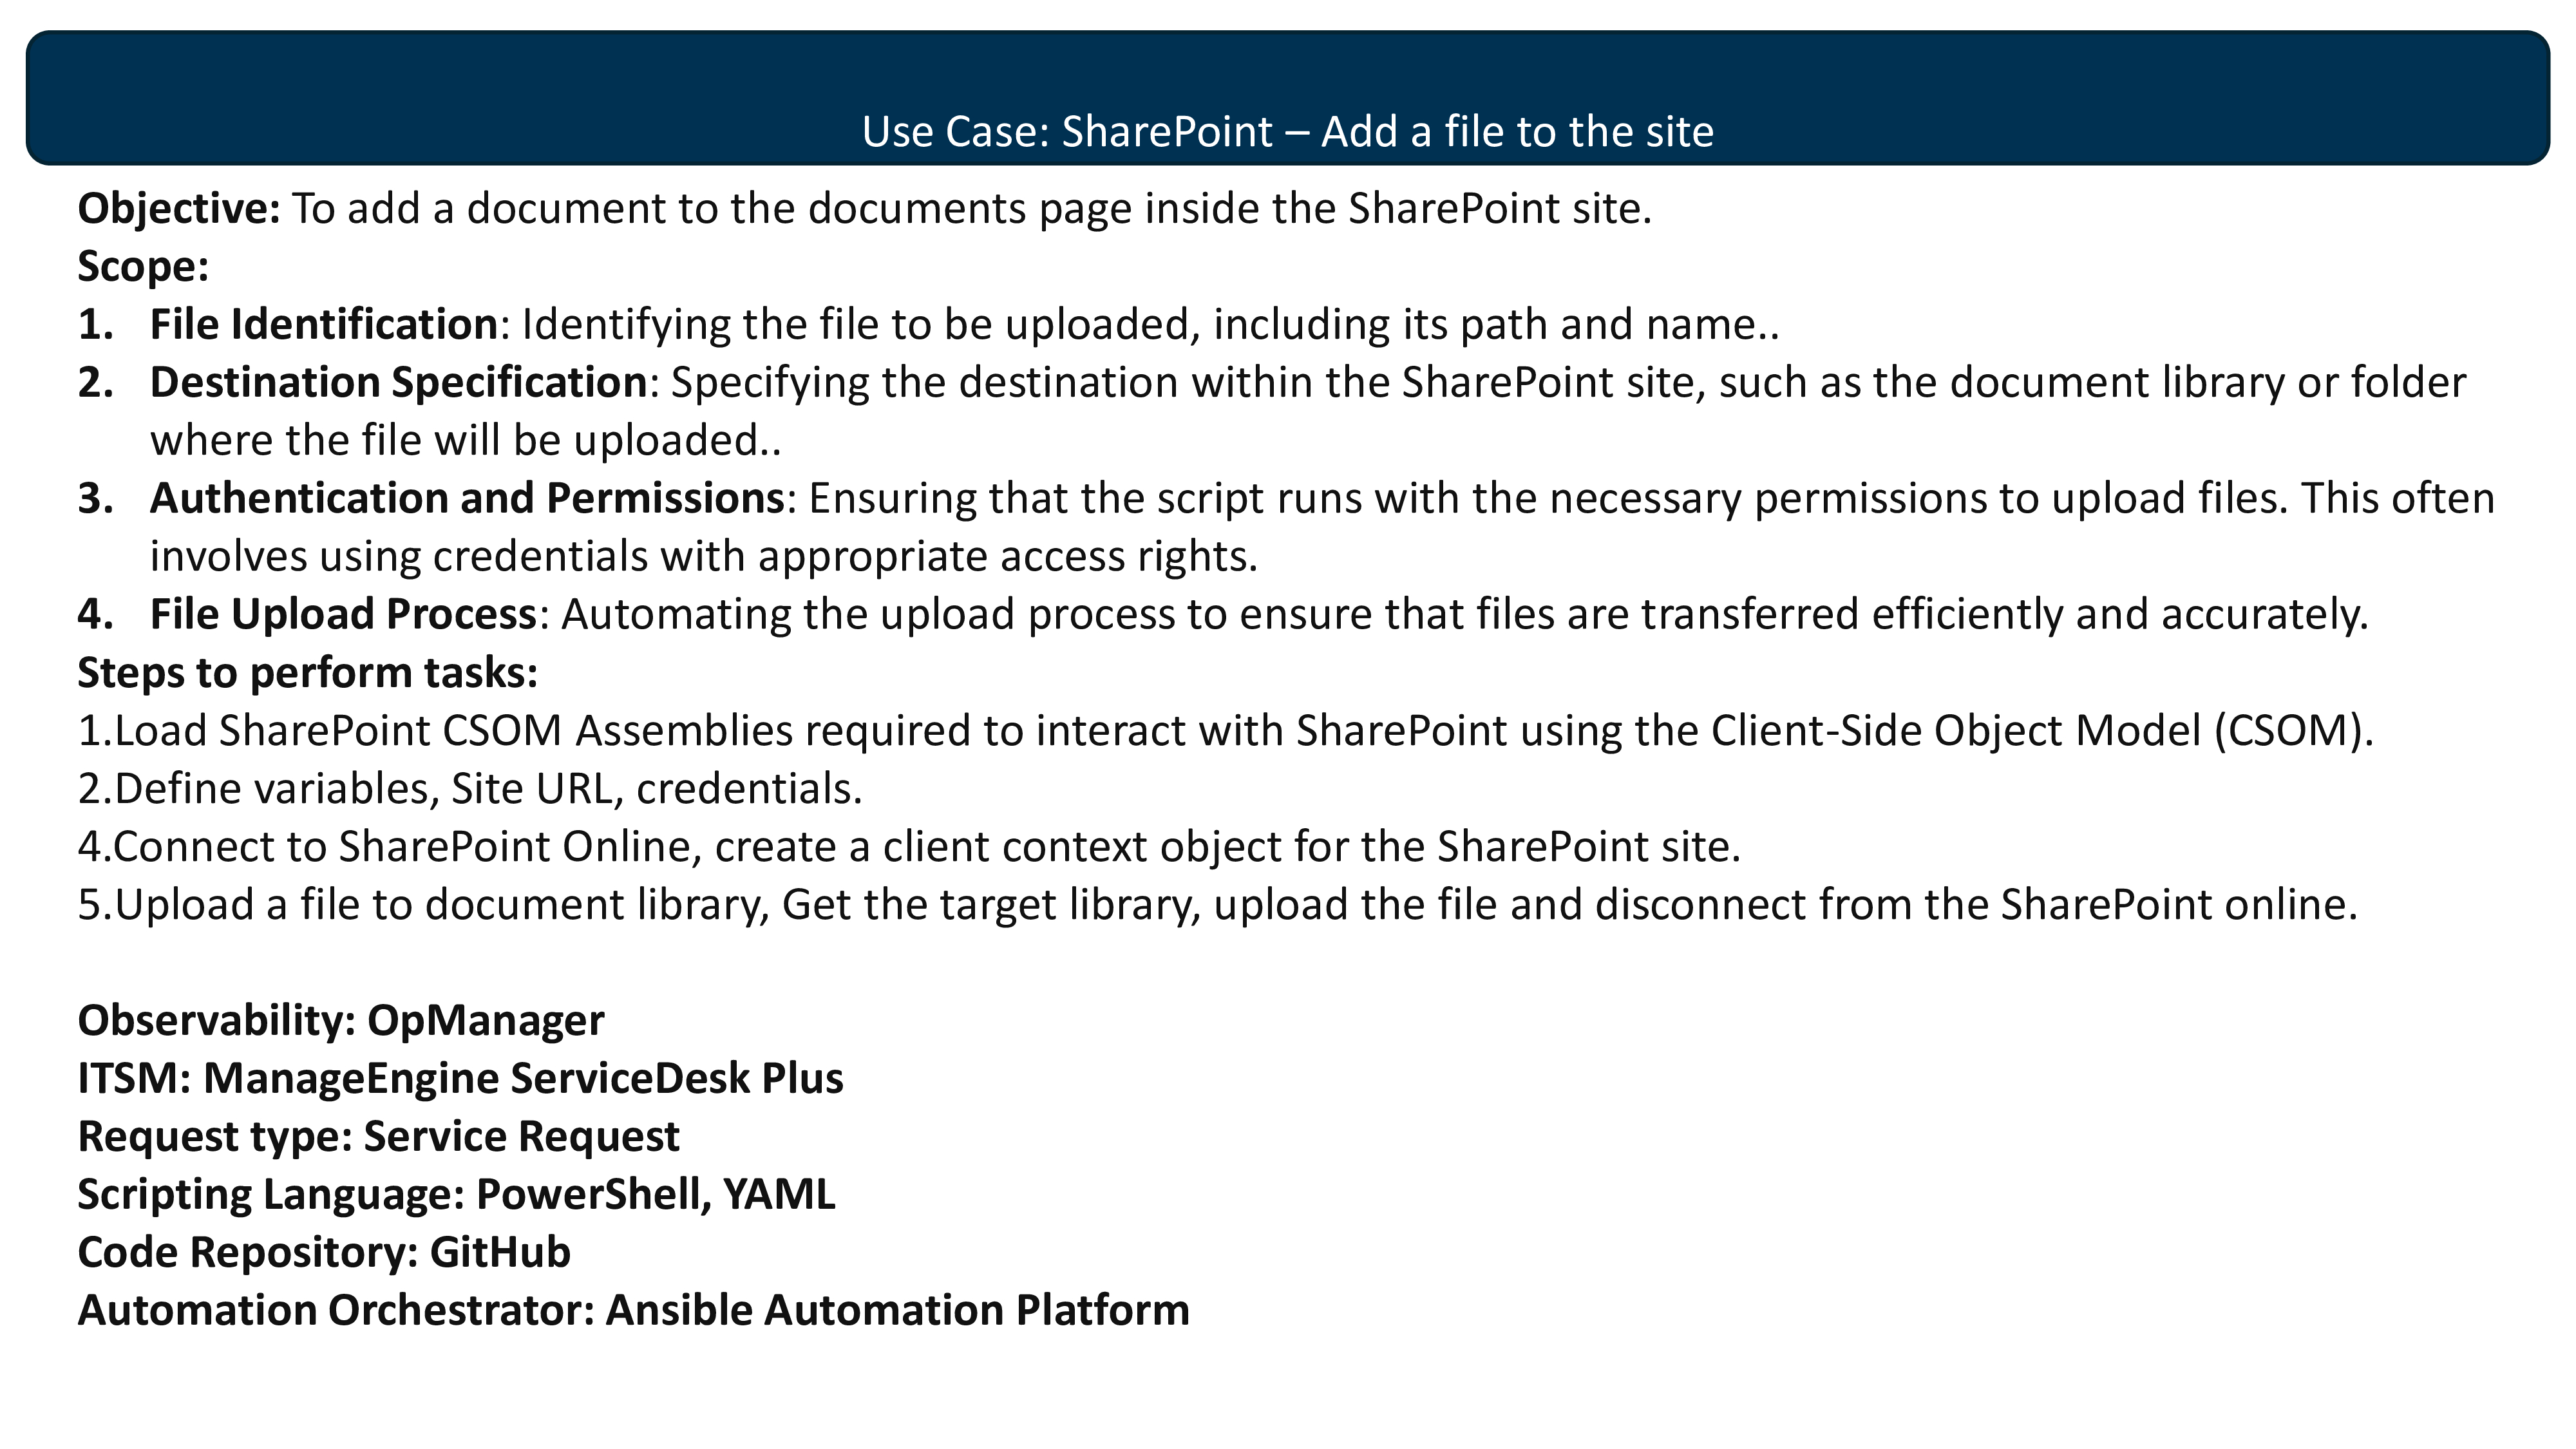 Use Case: SharePoint – Add a file to the site
Objective: To add a document to the documents page inside the SharePoint site.
Scope:
1. File Identification: Identifying the file to be uploaded, including its path and name..
2. Destination Specification: Specifying the destination within the SharePoint site, such as the document library or folder
where the file will be uploaded..
3. Authentication and Permissions: Ensuring that the script runs with the necessary permissions to upload files. This often
involves using credentials with appropriate access rights.
4. File Upload Process: Automating the upload process to ensure that files are transferred efficiently and accurately.
Steps to perform tasks:
1.Load SharePoint CSOM Assemblies required to interact with SharePoint using the Client-Side Object Model (CSOM).
2.Define variables, Site URL, credentials.
4.Connect to SharePoint Online, create a client context object for the SharePoint site.
5.Upload a file to document library, Get the target library, upload the file and disconnect from the SharePoint online.
Observability: OpManager
ITSM: ManageEngine ServiceDesk Plus
Request type: Service Request
Scripting Language: PowerShell, YAML
Code Repository: GitHub
Automation Orchestrator: Ansible Automation Platform